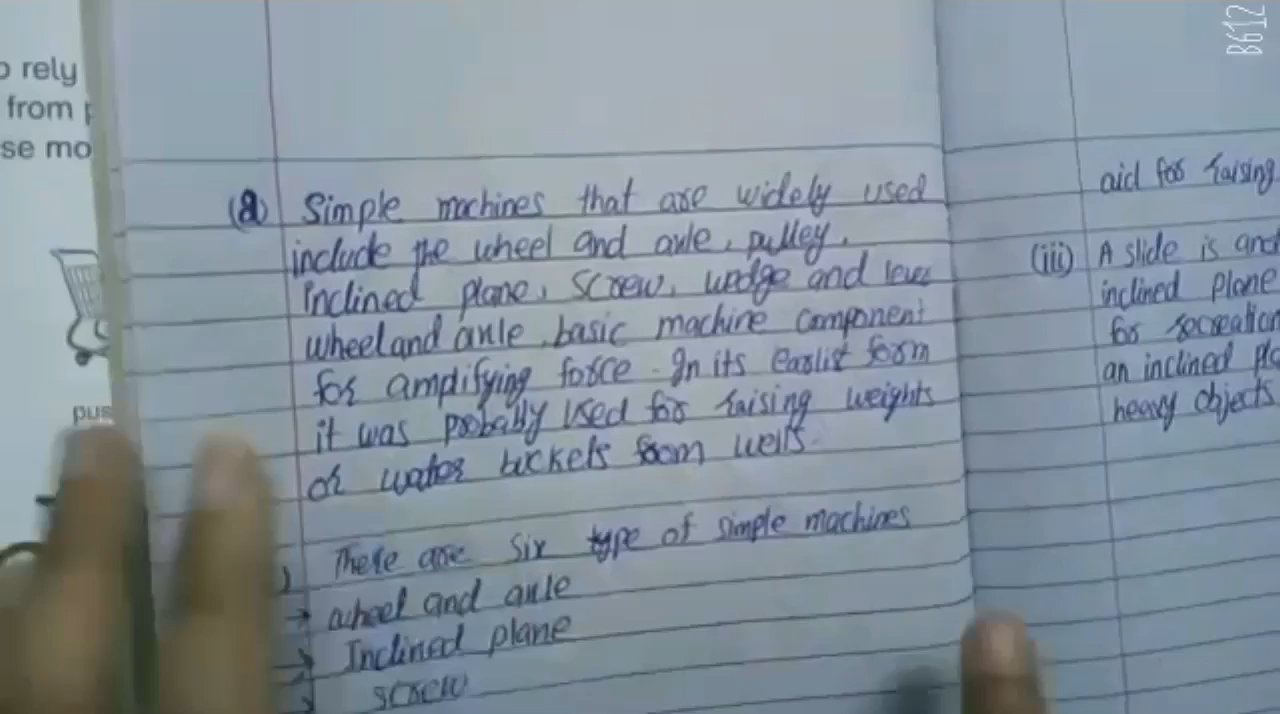 rely
from
se mo
pus
(a) Simple machines that are widely used
include the wheel and axle, pulley,
inclined plane, screw, wedge and lever
wheel and axle, basic machine component
for amplifying force. In its earlist form
it was probally used for raising weights
or water buckets from wells.
There are six type of simple machines
→ wheel and axle
→ Inclined plane
screw
aid for raising
(iii) A slide is
inclined plane
for recreation
an inclined
heavy objects
B612